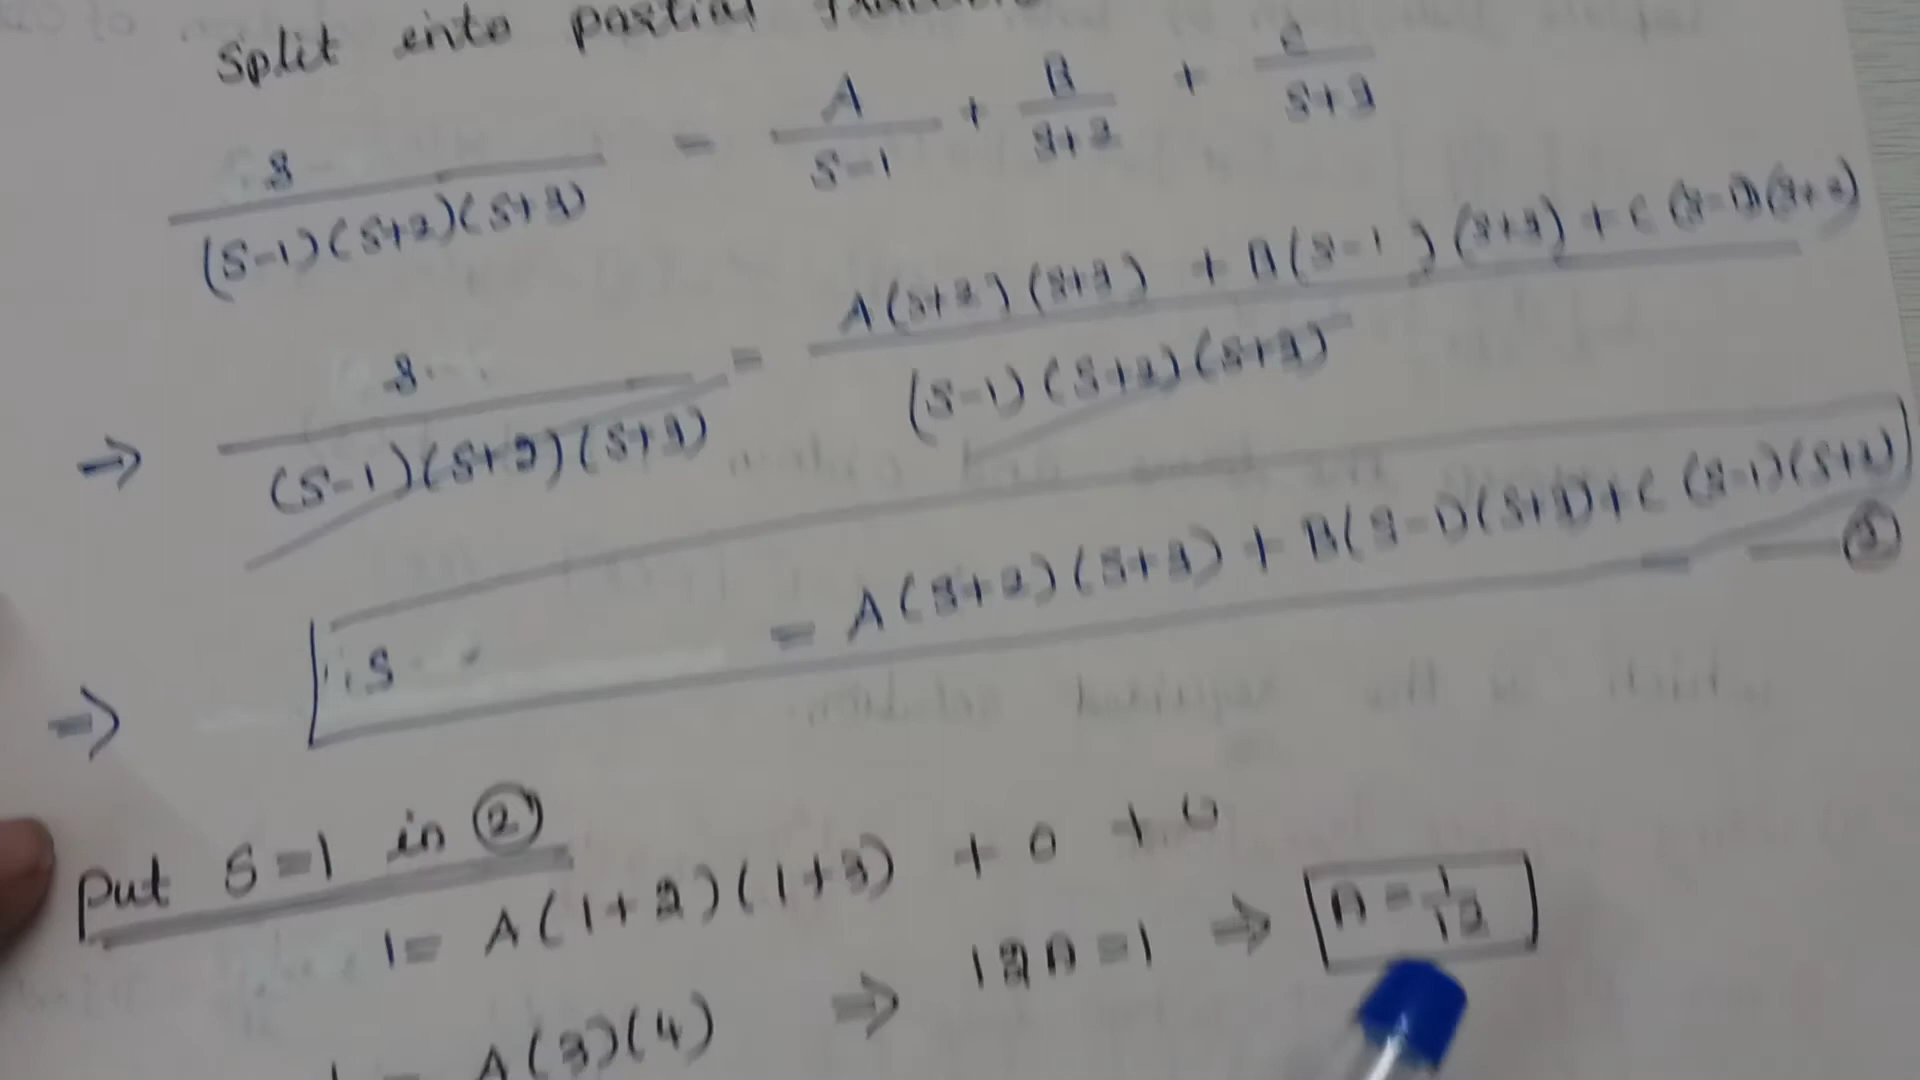 Split into partial
s / (s-1)(s+2)(s+3) = A / s-1 + B / s+2 + C / s+3
⇒ s / (s-1)(s+2)(s+3) = A(s+2)(s+3) + B(s-1)(s+3) + C(s-1)(s+2) / (s-1)(s+2)(s+3)
⇒ s = A(s+2)(s+3) + B(s-1)(s+3) + C(s-1)(s+2) — ②
Put s=1 in ②
1 = A(1+2)(1+3) + 0 + 0
= A(3)(4) ⇒ 12A = 1 ⇒ A = 1/12